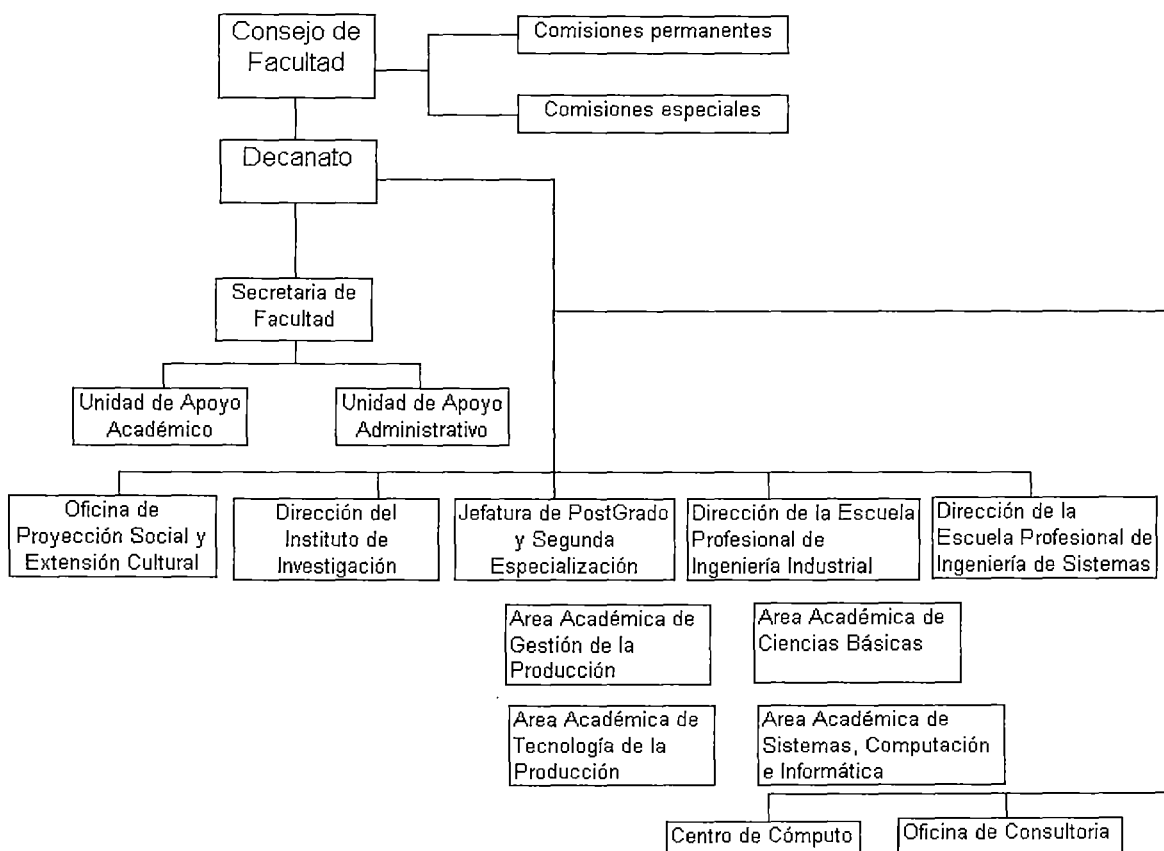 Consejo de
Facultad
Comisiones permanentes
Comisiones especiales
Decanato
Secretaria de
Facultad
Unidad de Apoyo
Académico
Unidad de Apoyo
Administrativo
Oficina de
Proyección Social y
Extensión Cultural
Dirección del
Instituto de
Investigación
Jefatura de PostGrado
y Segunda
Especialización
Dirección de la Escuela
Profesional de
Ingeniería Industrial
Dirección de la
Escuela Profesional de
Ingeniería de Sistemas
Area Académica de
Gestión de la
Producción
Area Académica de
Ciencias Básicas
Area Académica de
Tecnología de la
Producción
Area Académica de
Sistemas, Computación
e Informática
Centro de Cómputo
Oficina de Consultoria